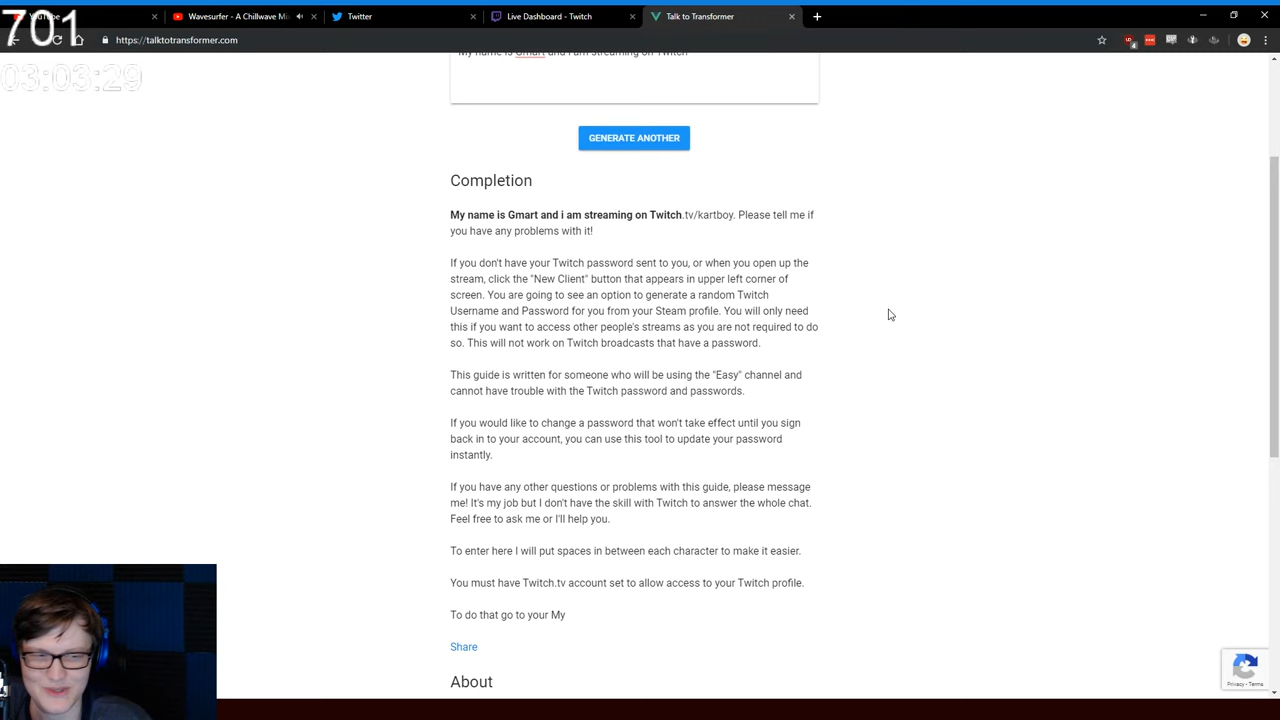 701
YouTube
Wavesurfer - A Chillwave Mi
Twitter
Live Dashboard - Twitch
Talk to Transformer
https://talktotransformer.com
03:03:29
My name is Gmart and i am streaming on Twitch
GENERATE ANOTHER
Completion
My name is Gmart and i am streaming on Twitch.tv/kartboy. Please tell me if
you have any problems with it!
If you don't have your Twitch password sent to you, or when you open up the
stream, click the "New Client" button that appears in upper left corner of
screen. You are going to see an option to generate a random Twitch
Username and Password for you from your Steam profile. You will only need
this if you want to access other people's streams as you are not required to do
so. This will not work on Twitch broadcasts that have a password.
This guide is written for someone who will be using the "Easy" channel and
cannot have trouble with the Twitch password and passwords.
If you would like to change a password that won't take effect until you sign
back in to your account, you can use this tool to update your password
instantly.
If you have any other questions or problems with this guide, please message
me! It's my job but I don't have the skill with Twitch to answer the whole chat.
Feel free to ask me or I'll help you.
To enter here I will put spaces in between each character to make it easier.
You must have Twitch.tv account set to allow access to your Twitch profile.
To do that go to your My
Share
About
Privacy - Terms